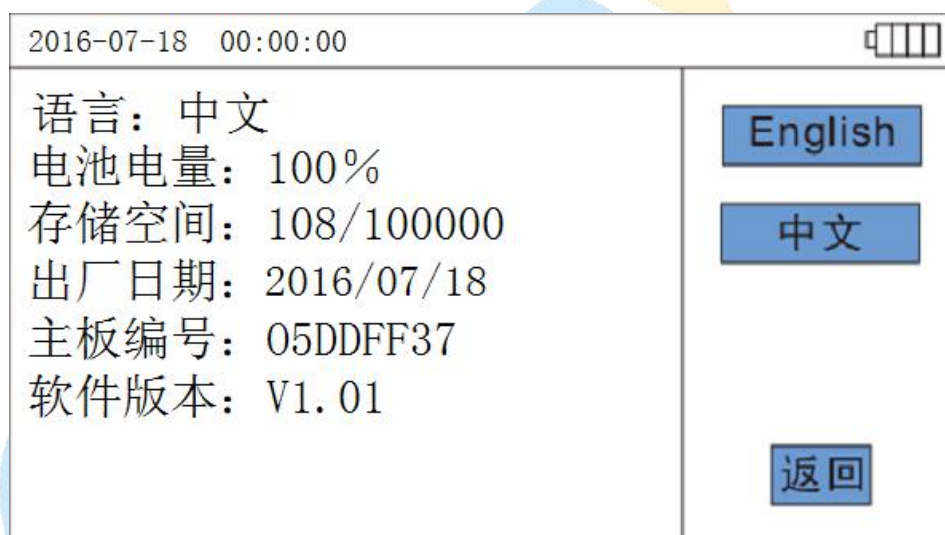 2016-07-18 00:00:00
语言：中文
电池电量：100％
存储空间：108/100000
出厂日期：2016/07/18
主板编号：O5DDFF37
软件版本：V1.01
English
中文
返回